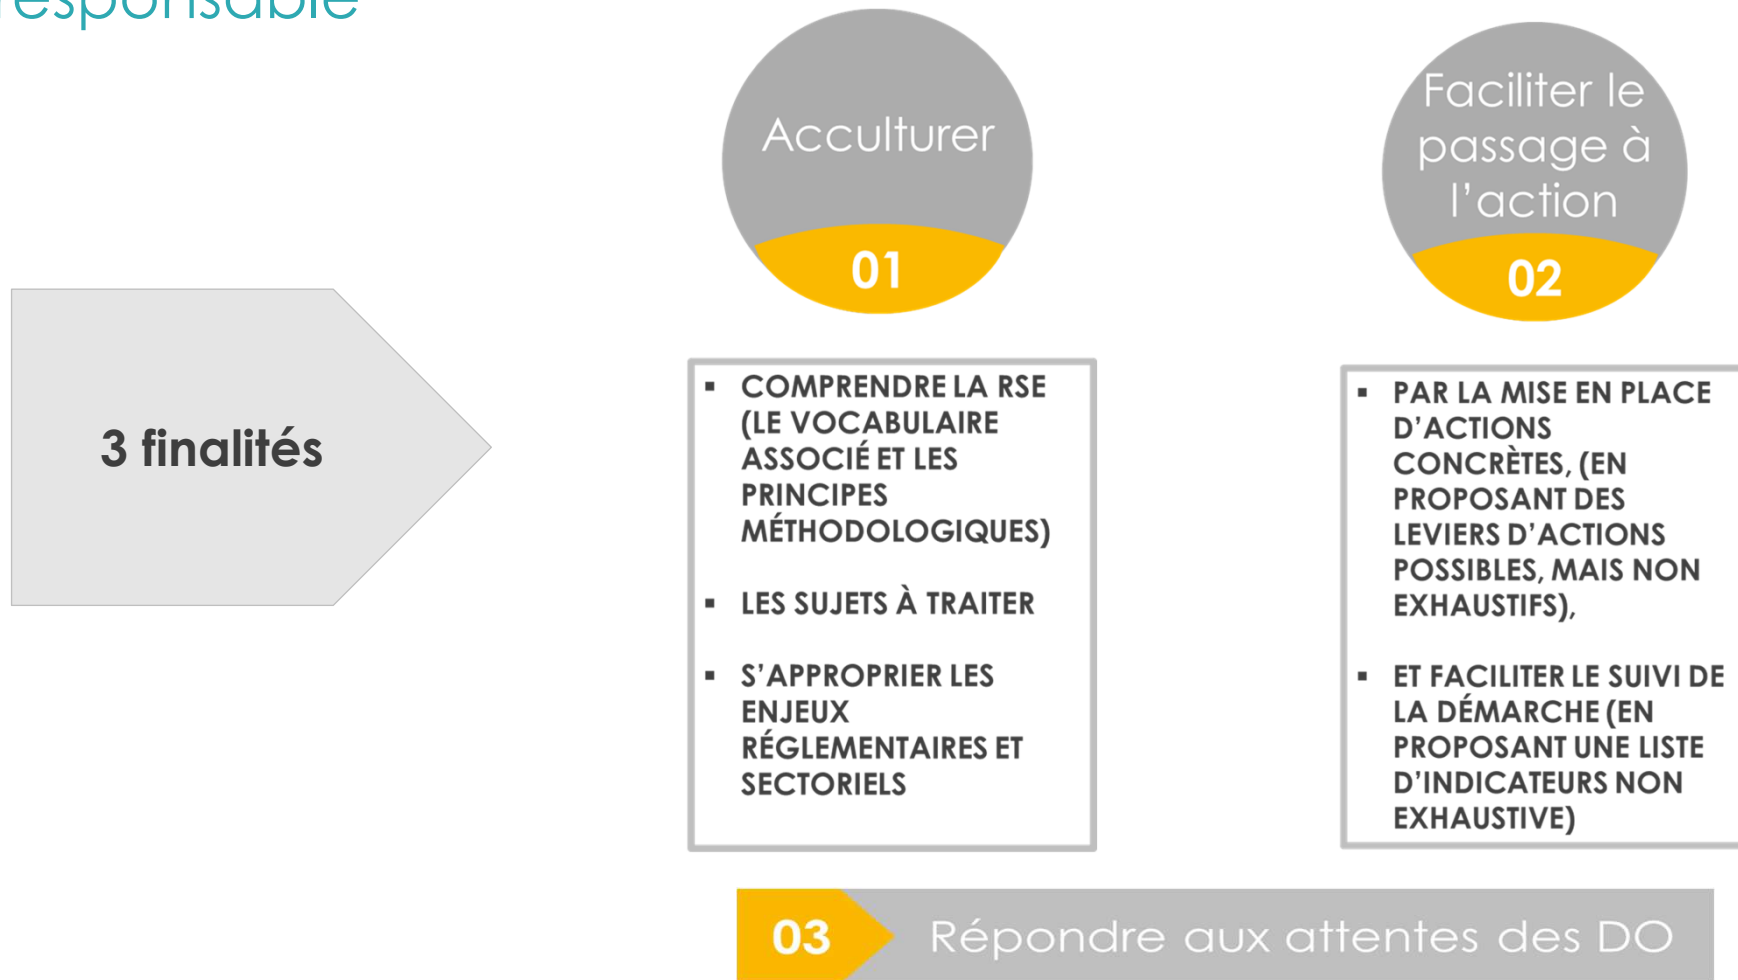 responsable
3 finalités
Acculturer
01
▪ COMPRENDRE LA RSE
(LE VOCABULAIRE
ASSOCIÉ ET LES
PRINCIPES
MÉTHODOLOGIQUES)
▪ LES SUJETS À TRAITER
▪ S’APPROPRIER LES
ENJEUX
RÉGLEMENTAIRES ET
SECTORIELS
Faciliter le
passage à
l’action
02
▪ PAR LA MISE EN PLACE
D’ACTIONS
CONCRÈTES, (EN
PROPOSANT DES
LEVIERS D’ACTIONS
POSSIBLES, MAIS NON
EXHAUSTIFS),
▪ ET FACILITER LE SUIVI DE
LA DÉMARCHE (EN
PROPOSANT UNE LISTE
D’INDICATEURS NON
EXHAUSTIVE)
03
Répondre aux attentes des DO